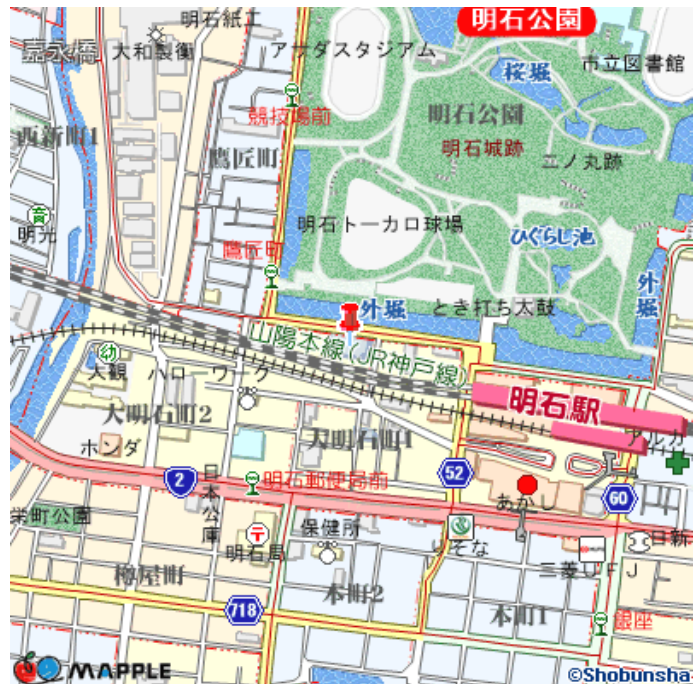 明石紙工
明石公園
嘉永橋
大和製衡
アサダスタジアム
桜堀
市立図書館
競技場前
明石公園
西新町1
鷹匠町
明石城跡
二ノ丸跡
育
明光
明石トーカロ球場
ひぐらし池
鷹匠町
外堀
外堀
とき打ち太鼓
山陽本線(JR神戸線)
幼
大観
ハローワーク
明石駅
大明石町2
大明石町1
アルカ
ホンダ
2
日本公庫
明石郵便局前
52
あかし
60
栄町公園
明石局
保健所
りそな
日新
三菱UFJ
樽屋町
718
本町2
本町1
銀座
MAPPLE
©Shobunsha